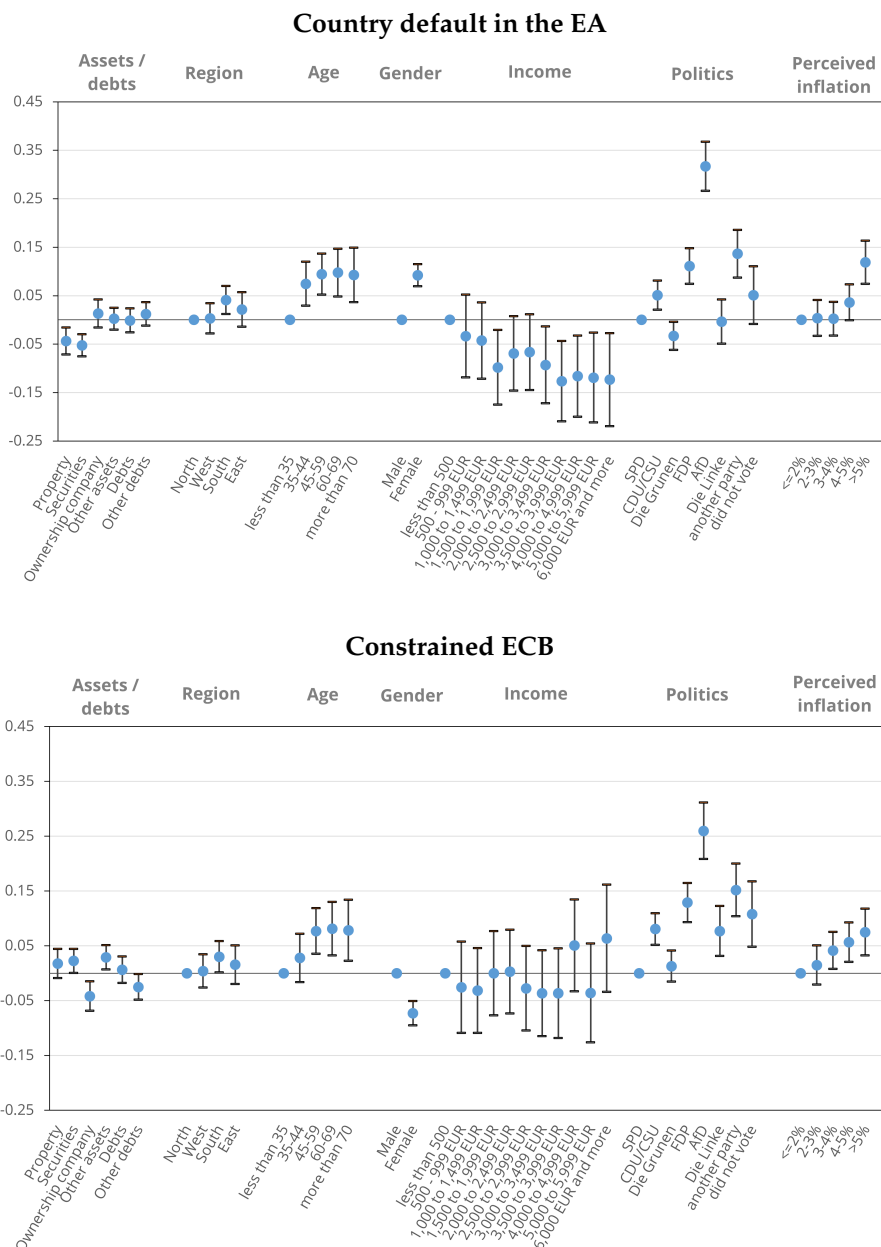 Country default in the EA
Assets /
debts
Region
Age
Gender
Income
Politics
Perceived
inflation
0.45
0.35
0.25
0.15
0.05
-0.05
-0.15
-0.25
Property
Securities
Ownership company
Other assets
Debts
Other debts
North
West
South
East
less than 35
35-44
45-59
60-69
more than 70
Male
Female
less than 500
500 - 999 EUR
1,000 to 1,499 EUR
1,500 to 1,999 EUR
2,000 to 2,499 EUR
2,500 to 2,999 EUR
3,000 to 3,499 EUR
3,500 to 3,999 EUR
4,000 to 4,999 EUR
5,000 to 5,999 EUR
6,000 EUR and more
SPD
CDU/CSU
Die Grunen
FDP
AfD
Die Linke
another party
did not vote
<=2%
2-3%
3-4%
4-5%
>5%
Constrained ECB
Assets /
debts
Region
Age
Gender
Income
Politics
Perceived
inflation
0.45
0.35
0.25
0.15
0.05
-0.05
-0.15
-0.25
Property
Securities
Ownership company
Other assets
Debts
Other debts
North
West
South
East
less than 35
35-44
45-59
60-69
more than 70
Male
Female
less than 500
500 - 999 EUR
1,000 to 1,499 EUR
1,500 to 1,999 EUR
2,000 to 2,499 EUR
2,500 to 2,999 EUR
3,000 to 3,499 EUR
3,500 to 3,999 EUR
4,000 to 4,999 EUR
5,000 to 5,999 EUR
6,000 EUR and more
SPD
CDU/CSU
Die Grunen
FDP
AfD
Die Linke
another party
did not vote
<=2%
2-3%
3-4%
4-5%
>5%